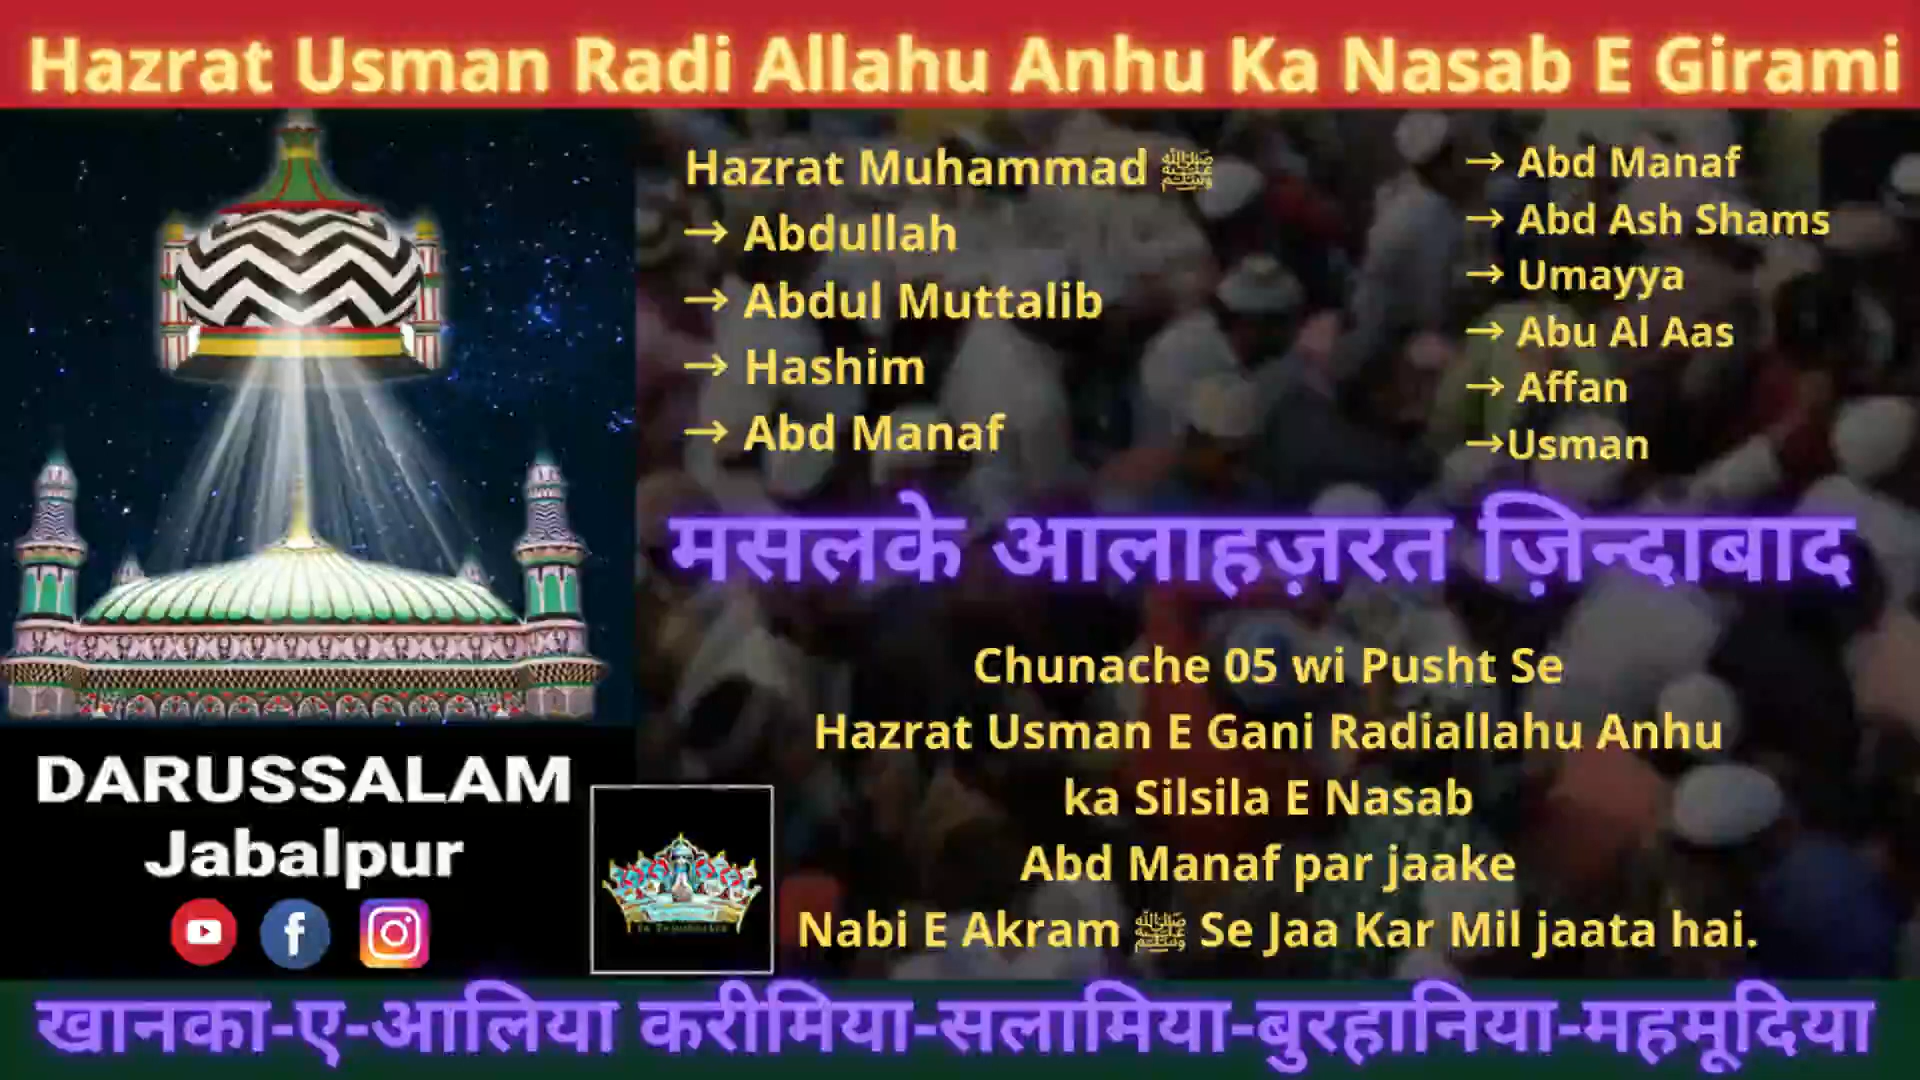 Hazrat Usman Radi Allahu Anhu Ka Nasab E Girami
Hazrat Muhammad ﷺ
→ Abdullah
→ Abdul Muttalib
→ Hashim
→ Abd Manaf
→ Abd Manaf
→ Abd Ash Shams
→ Umayya
→ Abu Al Aas
→ Affan
→Usman
मसलके आलाहज़रत ज़िन्दाबाद
Chunache 05 wi Pusht Se
Hazrat Usman E Gani Radiallahu Anhu
ka Silsila E Nasab
Abd Manaf par jaake
Nabi E Akram ﷺ Se Jaa Kar Mil jaata hai.
DARUSSALAM
Jabalpur
खानका-ए-आलिया करीमिया-सलामिया-बुरहानिया-महमूदिया